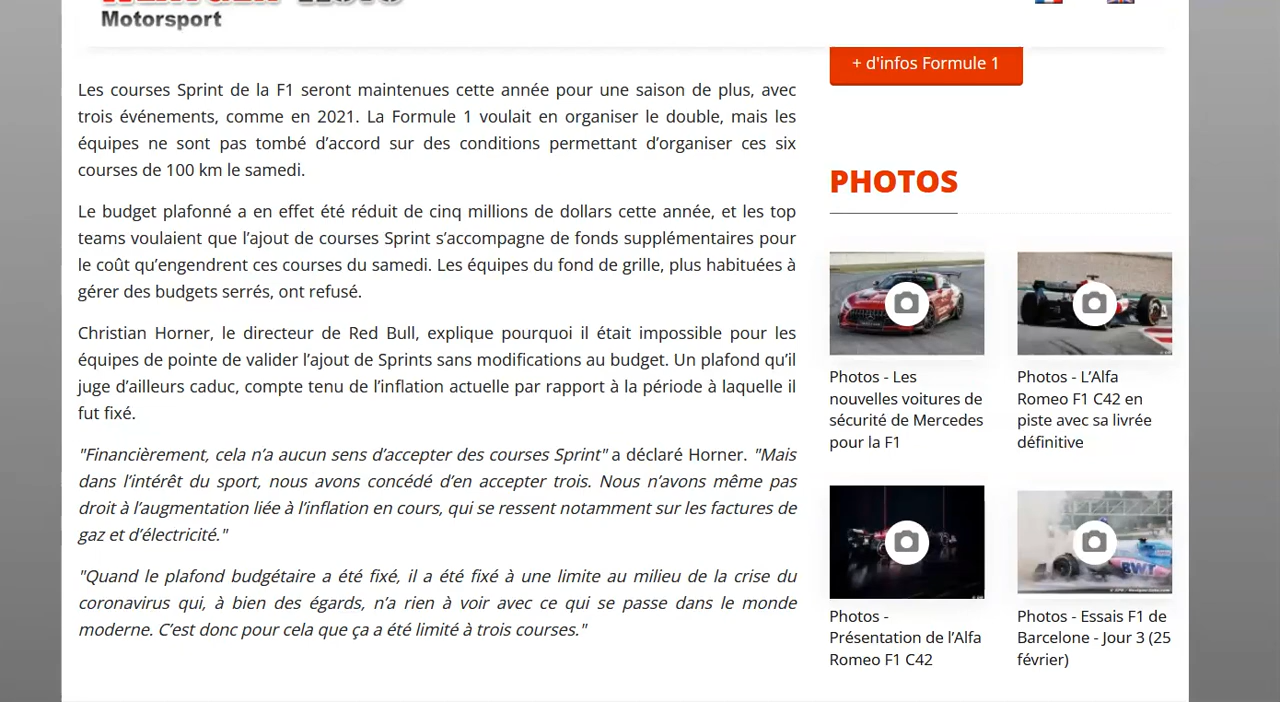 Motorsport
+ d'infos Formule 1
Les courses Sprint de la F1 seront maintenues cette année pour une saison de plus, avec
trois événements, comme en 2021. La Formule 1 voulait en organiser le double, mais les
équipes ne sont pas tombé d’accord sur des conditions permettant d’organiser ces six
courses de 100 km le samedi.
Le budget plafonné a en effet été réduit de cinq millions de dollars cette année, et les top
teams voulaient que l’ajout de courses Sprint s’accompagne de fonds supplémentaires pour
le coût qu’engendrent ces courses du samedi. Les équipes du fond de grille, plus habituées à
gérer des budgets serrés, ont refusé.
Christian Horner, le directeur de Red Bull, explique pourquoi il était impossible pour les
équipes de pointe de valider l’ajout de Sprints sans modifications au budget. Un plafond qu’il
juge d’ailleurs caduc, compte tenu de l’inflation actuelle par rapport à la période à laquelle il
fut fixé.
"Financièrement, cela n’a aucun sens d’accepter des courses Sprint" a déclaré Horner. "Mais
dans l’intérêt du sport, nous avons concédé d’en accepter trois. Nous n’avons même pas
droit à l’augmentation liée à l’inflation en cours, qui se ressent notamment sur les factures de
gaz et d’électricité."
"Quand le plafond budgétaire a été fixé, il a été fixé à une limite au milieu de la crise du
coronavirus qui, à bien des égards, n’a rien à voir avec ce qui se passe dans le monde
moderne. C’est donc pour cela que ça a été limité à trois courses."
PHOTOS
Photos - Les
nouvelles voitures de
sécurité de Mercedes
pour la F1
Photos - L’Alfa
Romeo F1 C42 en
piste avec sa livrée
définitive
Photos -
Présentation de l’Alfa
Romeo F1 C42
BWT
Photos - Essais F1 de
Barcelone - Jour 3 (25
février)